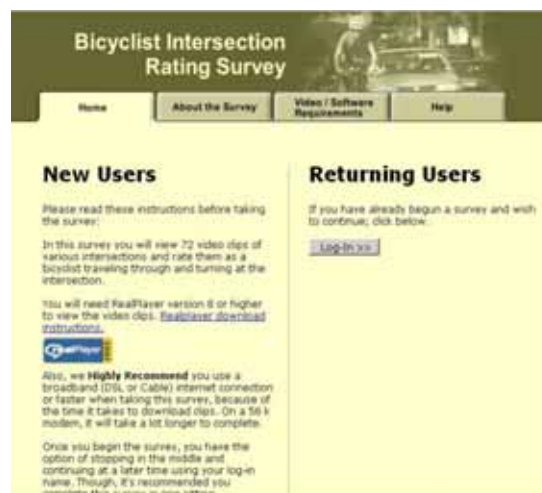 Bicyclist Intersection
Rating Survey
Home
About the Survey
Video / Software
Requirements
Help
New Users
Please read these instructions before taking
the survey:
In this survey you will view 72 video clips of
various intersections and rate them as a
bicyclist traveling through and turning at the
intersection.
You will need RealPlayer version 8 or higher
to view the video clips. Realplayer download
instructions.
RealPlayer
Also, we Highly Recommend you use a
broadband (DSL or Cable) internet connection
or faster when taking this survey, because of
the time it takes to download clips. On a 56 k
modem, it will take a lot longer to complete.
Once you begin the survey, you have the
option of stopping in the middle and
continuing at a later time using your log-in
name. Though, it's recommended you
complete this survey in one sitting.
Returning Users
If you have already begun a survey and wish
to continue; click below.
Log-In >>